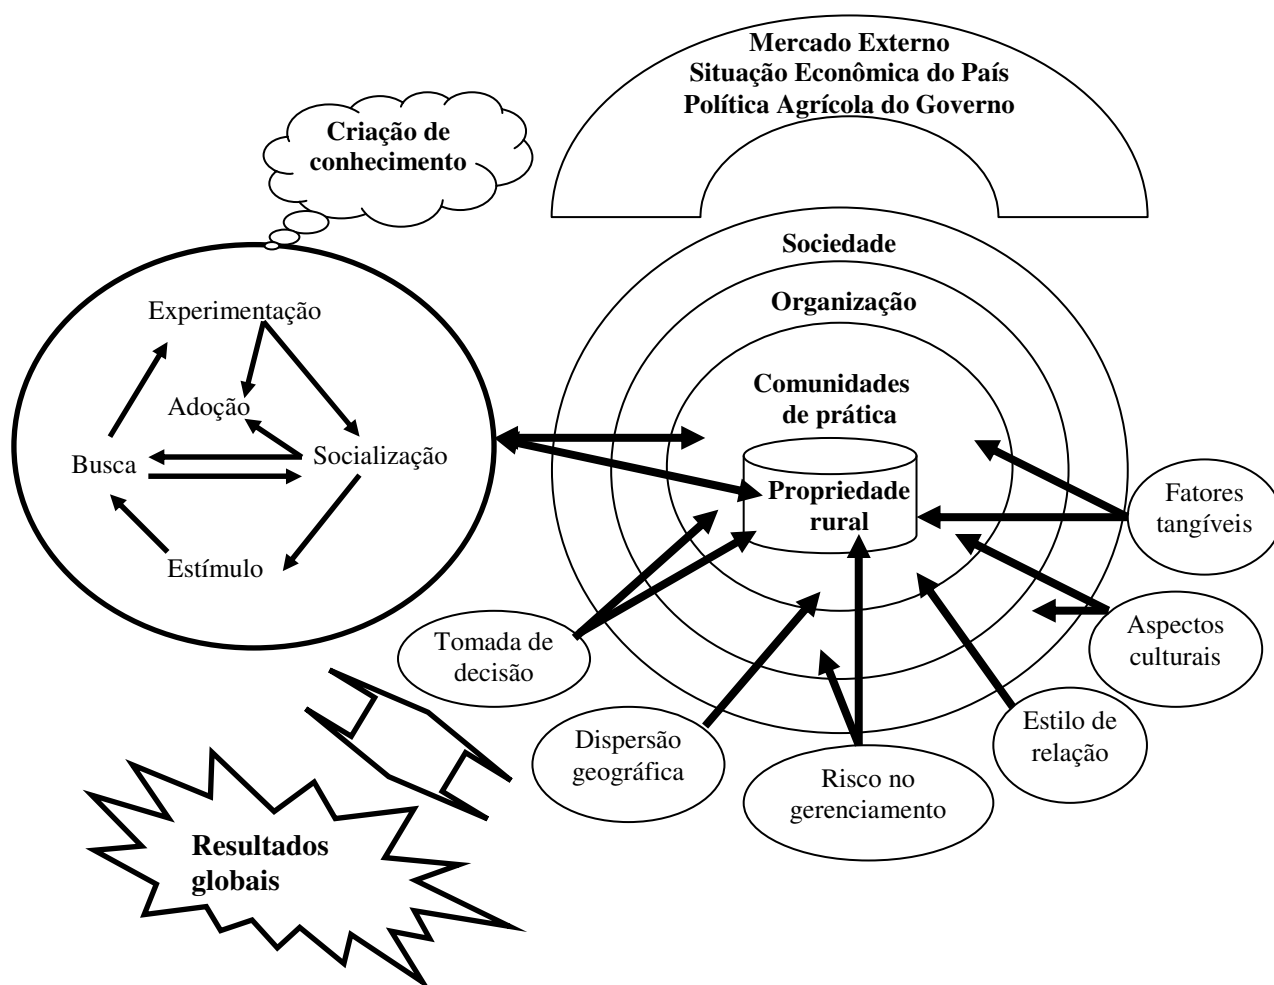 Mercado Externo
Situação Econômica do País
Política Agrícola do Governo
Criação de
conhecimento
Sociedade
Organização
Comunidades
de prática
Propriedade
rural
Experimentação
Adoção
Busca
Socialização
Estímulo
Fatores
tangíveis
Aspectos
culturais
Estilo de
relação
Risco no
gerenciamento
Dispersão
geográfica
Tomada de
decisão
Resultados
globais